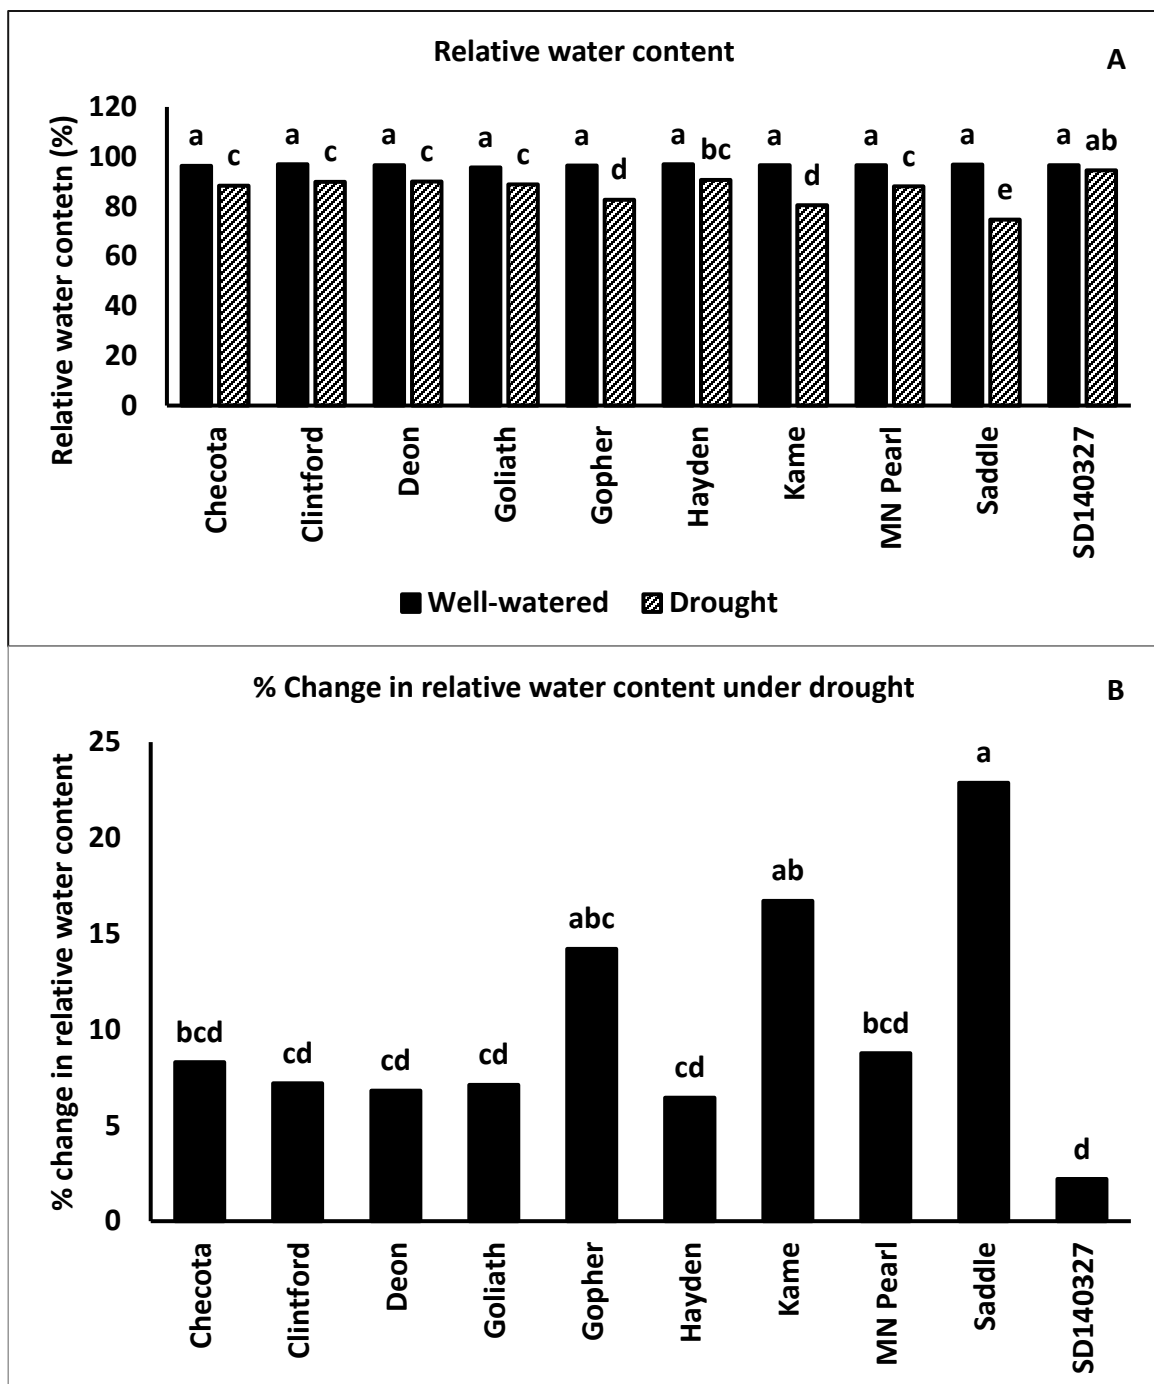 Relative water content
A
Relative water contetn (%)
120
100
80
60
40
20
0
a c a c a c a c a d a bc a d a c a e a ab
Checota
Clintford
Deon
Goliath
Gopher
Hayden
Kame
MN Pearl
Saddle
SD140327
Well-watered Drought
% Change in relative water content under drought
B
% change in relative water content
25
20
15
10
5
0
bcd cd cd cd abc cd ab bcd a d
Checota
Clintford
Deon
Goliath
Gopher
Hayden
Kame
MN Pearl
Saddle
SD140327